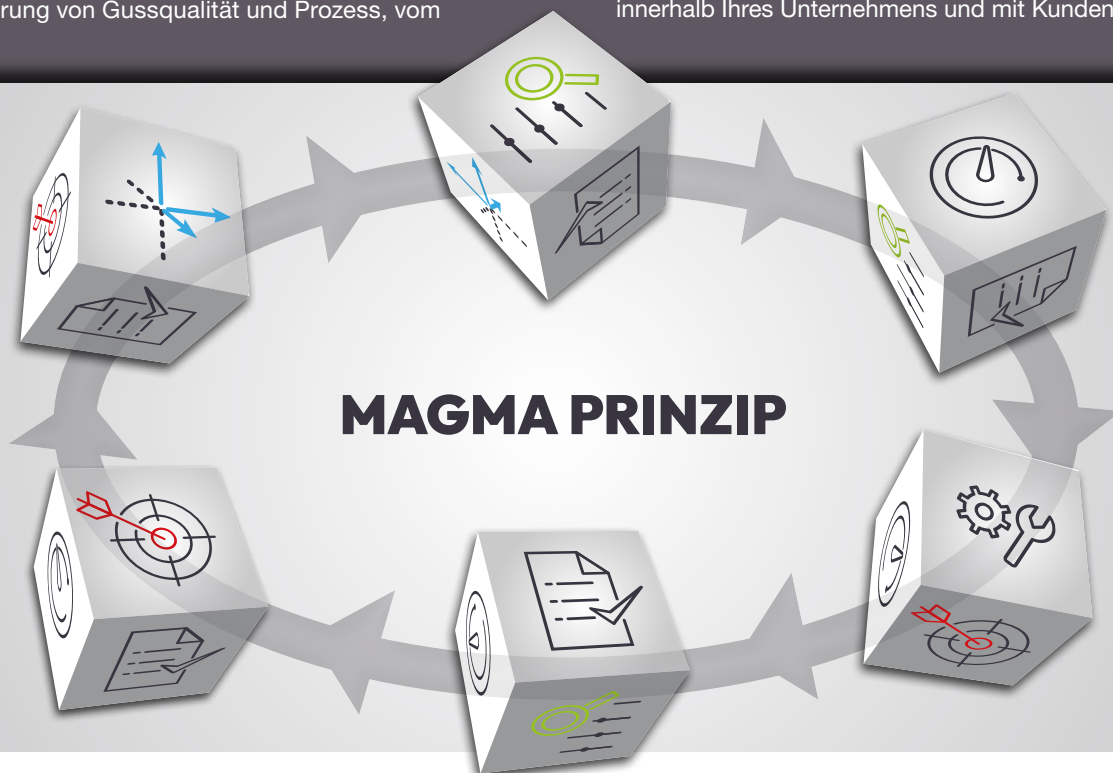 rung von Gussqualität und Prozess, vom
innerhalb Ihres Unternehmens und mit Kunden
MAGMA PRINZIP